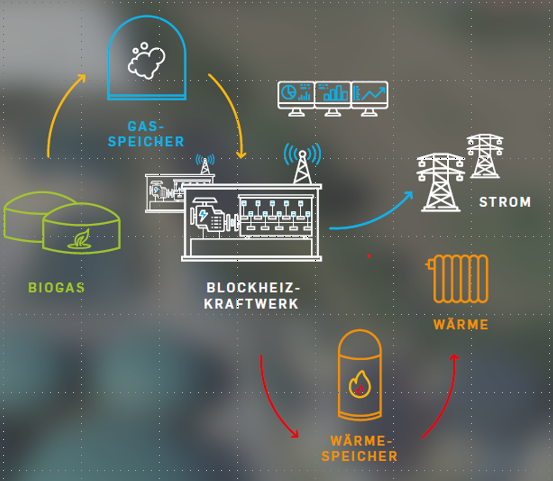 GAS-
SPEICHER
STROM
BIOGAS
BLOCKHEIZ-
KRAFTWERK
WÄRME
WÄRME-
SPEICHER